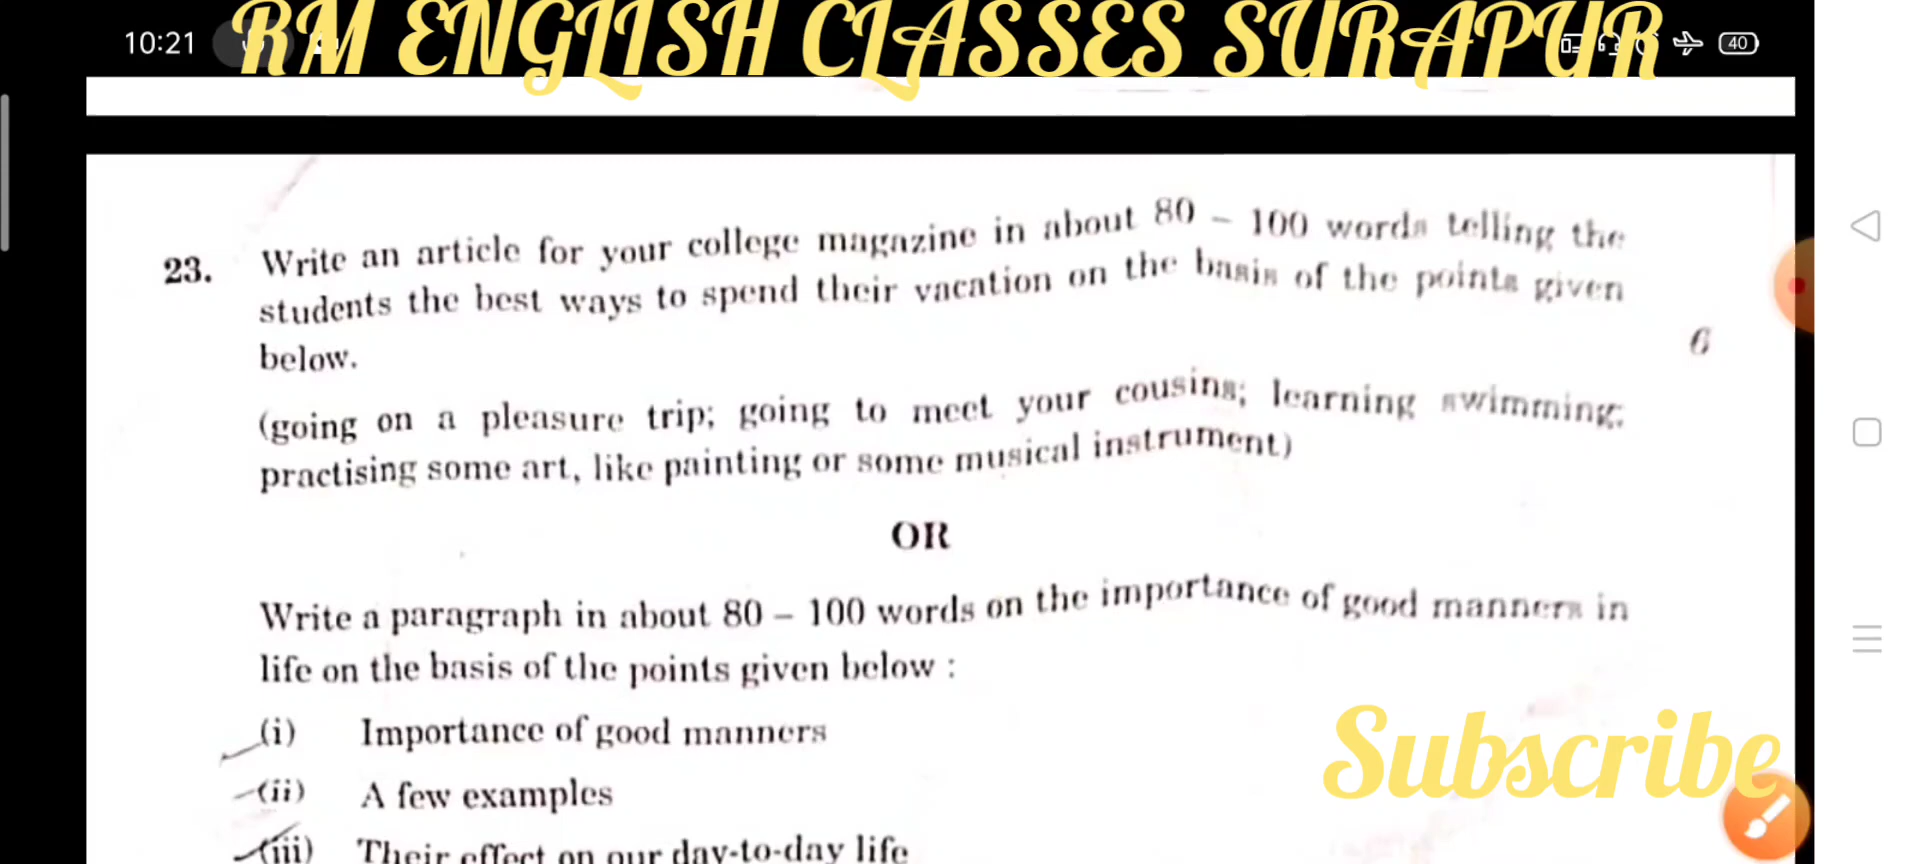 RM ENGLISH CLASSES SURAPUR
10:21
40
23. Write an article for your college magazine in about 80 – 100 words telling the
students the best ways to spend their vacation on the basis of the points given
below.
6
(going on a pleasure trip; going to meet your cousins; learning swimming;
practising some art, like painting or some musical instrument)
OR
Write a paragraph in about 80 – 100 words on the importance of good manners in
life on the basis of the points given below :
(i) Importance of good manners
(ii) A few examples
(iii) Their effect on our day-to-day life
Subscribe